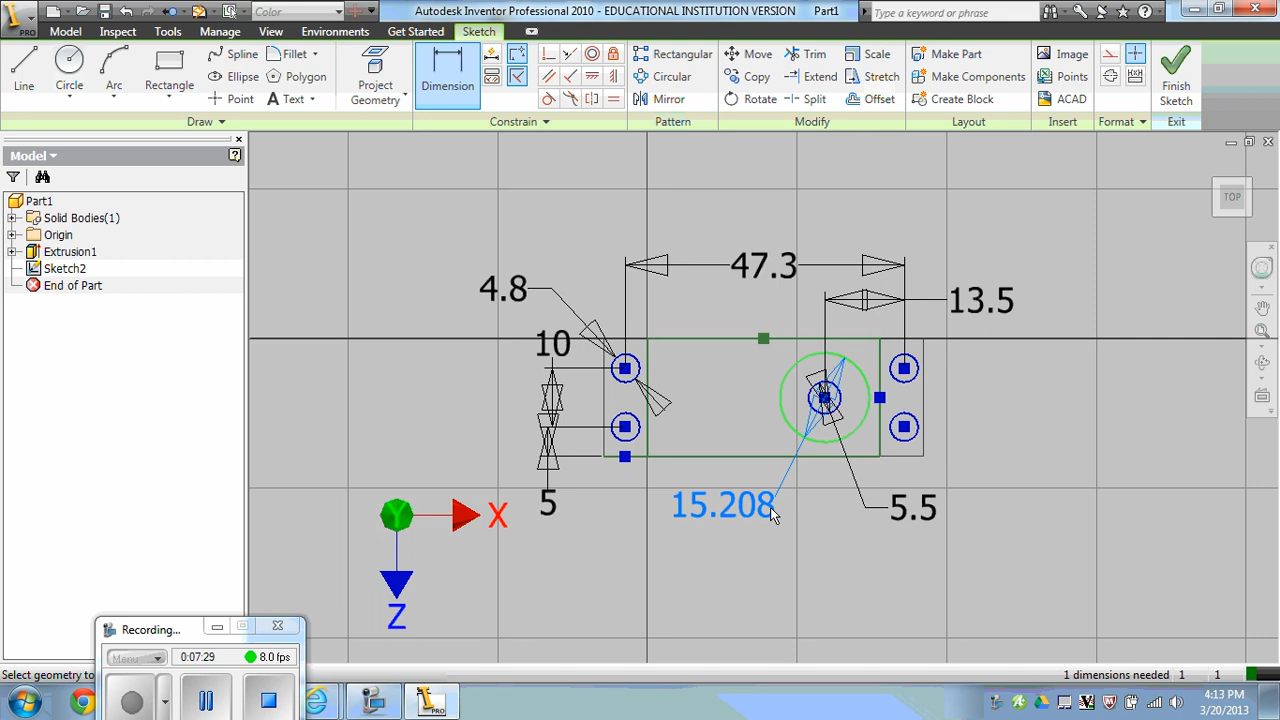 PRO
Color
Autodesk Inventor Professional 2010 - EDUCATIONAL INSTITUTION VERSION Part1
Type a keyword or phrase
Model Inspect Tools Manage View Environments Get Started Sketch
Line
Circle
Arc
Rectangle
Spline
Ellipse
Point
Fillet
Polygon
Text
Project Geometry
Dimension
Rectangular
Circular
Mirror
Move
Copy
Rotate
Trim
Extend
Split
Scale
Stretch
Offset
Make Part
Make Components
Create Block
Image
Points
ACAD
Finish Sketch
Draw
Constrain
Pattern
Modify
Layout
Insert
Format
Exit
Model
Part1
Solid Bodies(1)
Origin
Extrusion1
Sketch2
End of Part
TOP
47.3
4.8
13.5
10
15.208
5.5
5
X
Z
Recording...
Menu
0:07:29
8.0 fps
Select geometry to
1 dimensions needed 1 1
PRO
4:13 PM
3/20/2013